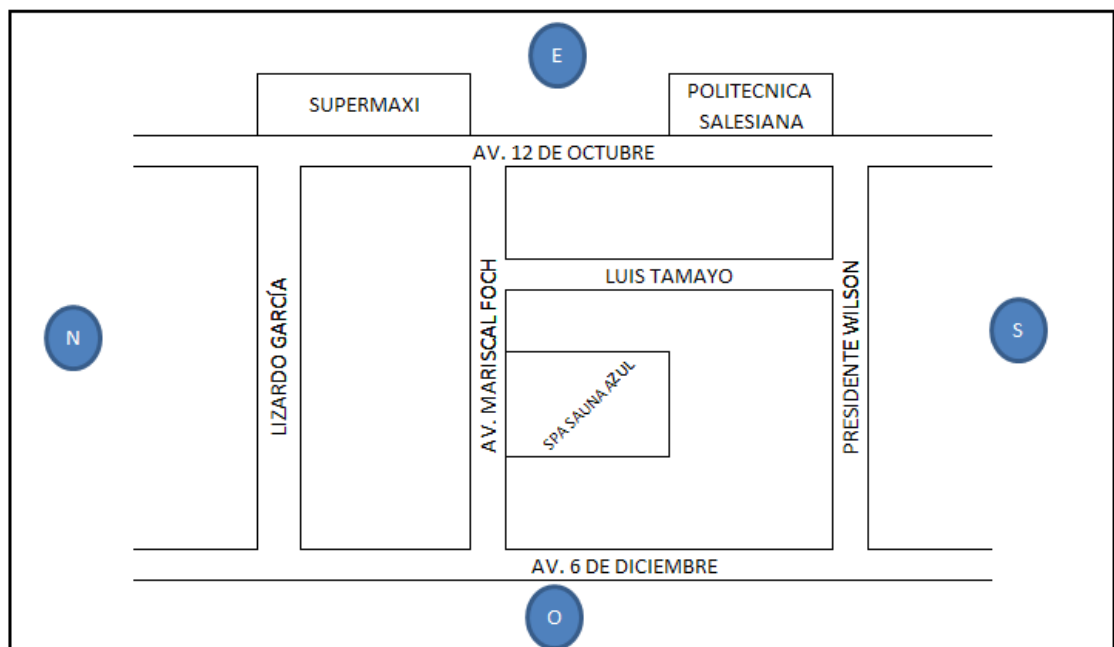 E
SUPERMAXI
POLITECNICA
SALESIANA
AV. 12 DE OCTUBRE
LUIS TAMAYO
LIZARDO GARCÍA
AV. MARISCAL FOCH
PRESIDENTE WILSON
N
S
SPA SAUNA AZUL
AV. 6 DE DICIEMBRE
O